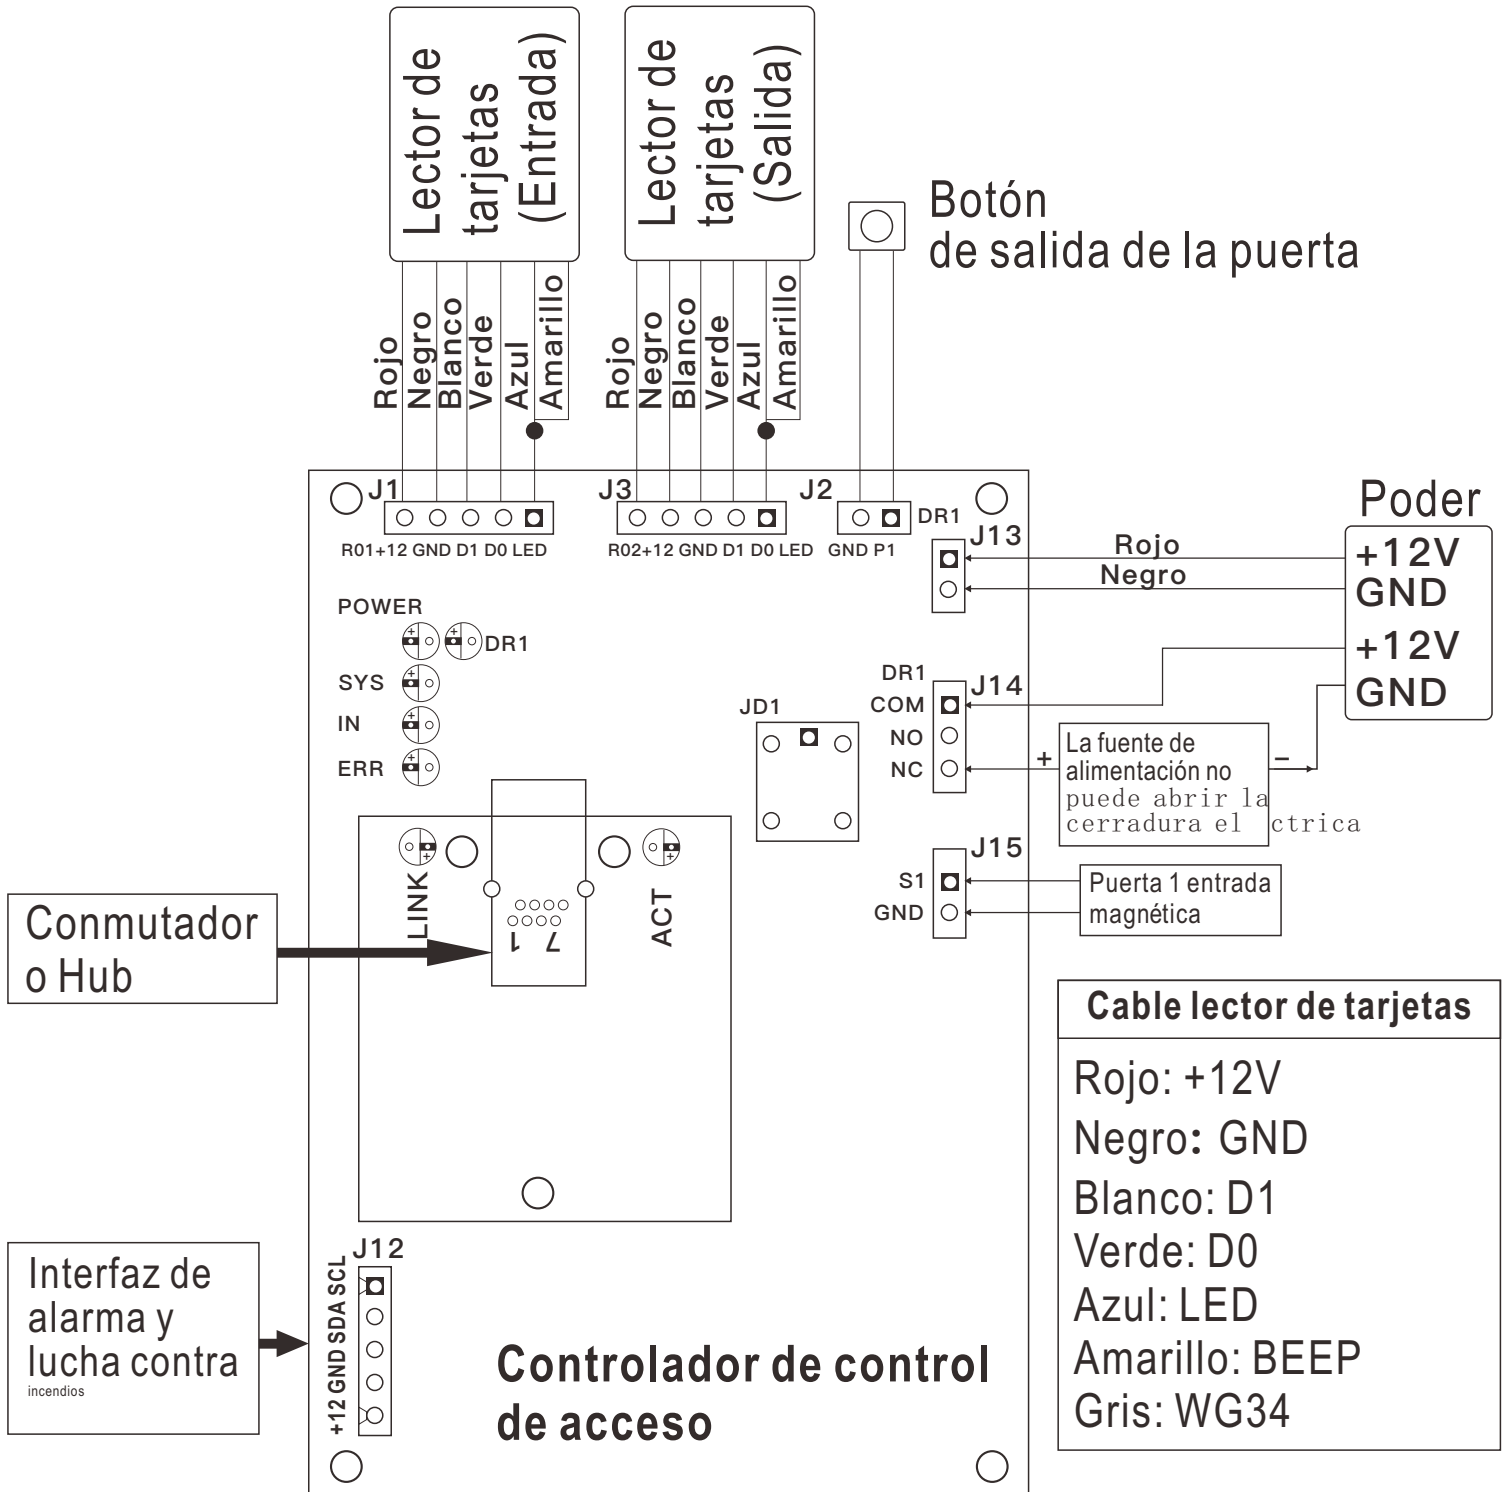 Lector de
tarjetas
(Entrada)
Lector de
tarjetas
(Salida)
Botón
de salida de la puerta
Rojo
Negro
Blanco
Verde
Azul
Amarillo
Rojo
Negro
Blanco
Verde
Azul
Amarillo
J1
J3
J2
DR1
R01+12 GND D1 D0 LED
R02+12 GND D1 D0 LED
GND P1
J13
Poder
Rojo
Negro
+12V
GND
+12V
GND
POWER
DR1
SYS
IN
ERR
JD1
DR1
COM
NO
NC
J14
+
La fuente de
alimentación no
puede abrir la
cerradura el ctrica
–
J15
S1
GND
Puerta 1 entrada
magnética
LINK
ACT
1 7
Conmutador
o Hub
Cable lector de tarjetas
Rojo: +12V
Negro: GND
Blanco: D1
Verde: D0
Azul: LED
Amarillo: BEEP
Gris: WG34
Interfaz de
alarma y
lucha contra
incendios
J12
+12 GND SDA SCL
Controlador de control
de acceso